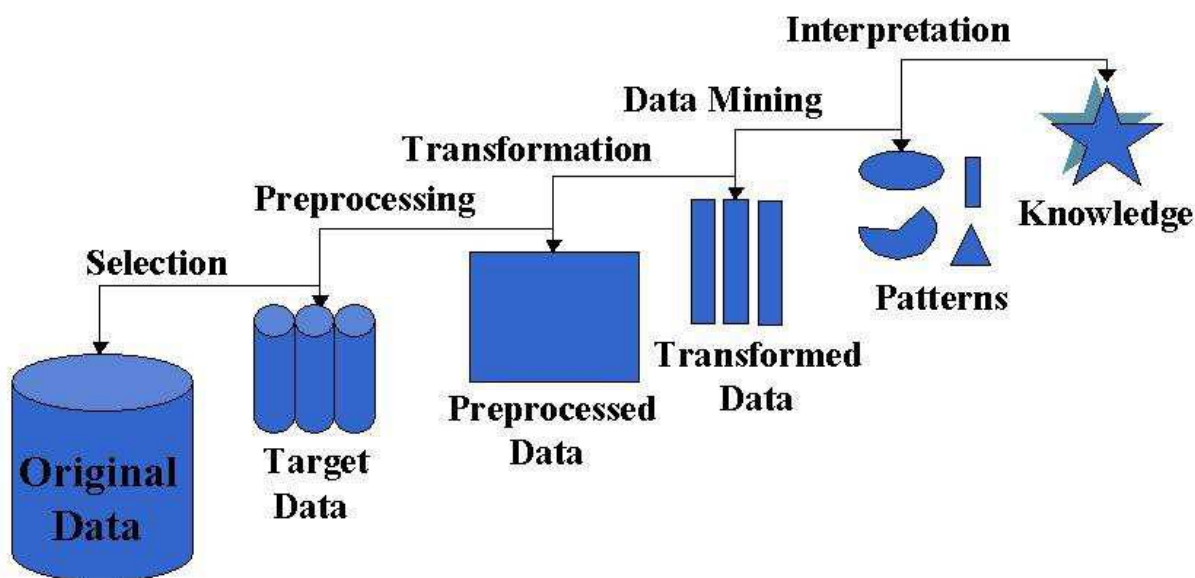 Interpretation
Data Mining
Transformation
Preprocessing
Selection
Original
Data
Target
Data
Preprocessed
Data
Transformed
Data
Patterns
Knowledge